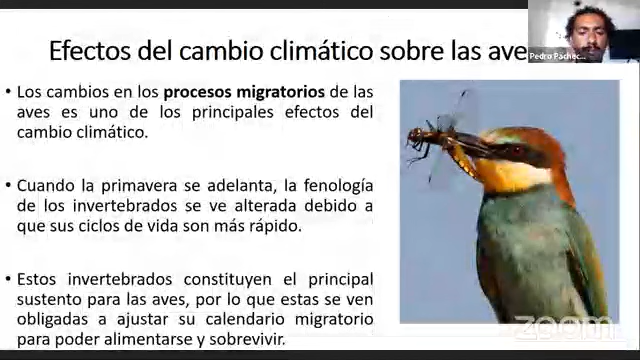 Efectos del cambio climático sobre las ave
Pedro Pachec...
• Los cambios en los procesos migratorios de las
aves es uno de los principales efectos del
cambio climático.
• Cuando la primavera se adelanta, la fenología
de los invertebrados se ve alterada debido a
que sus ciclos de vida son más rápido.
• Estos invertebrados constituyen el principal
sustento para las aves, por lo que estas se ven
obligadas a ajustar su calendario migratorio
para poder alimentarse y sobrevivir.
zoom